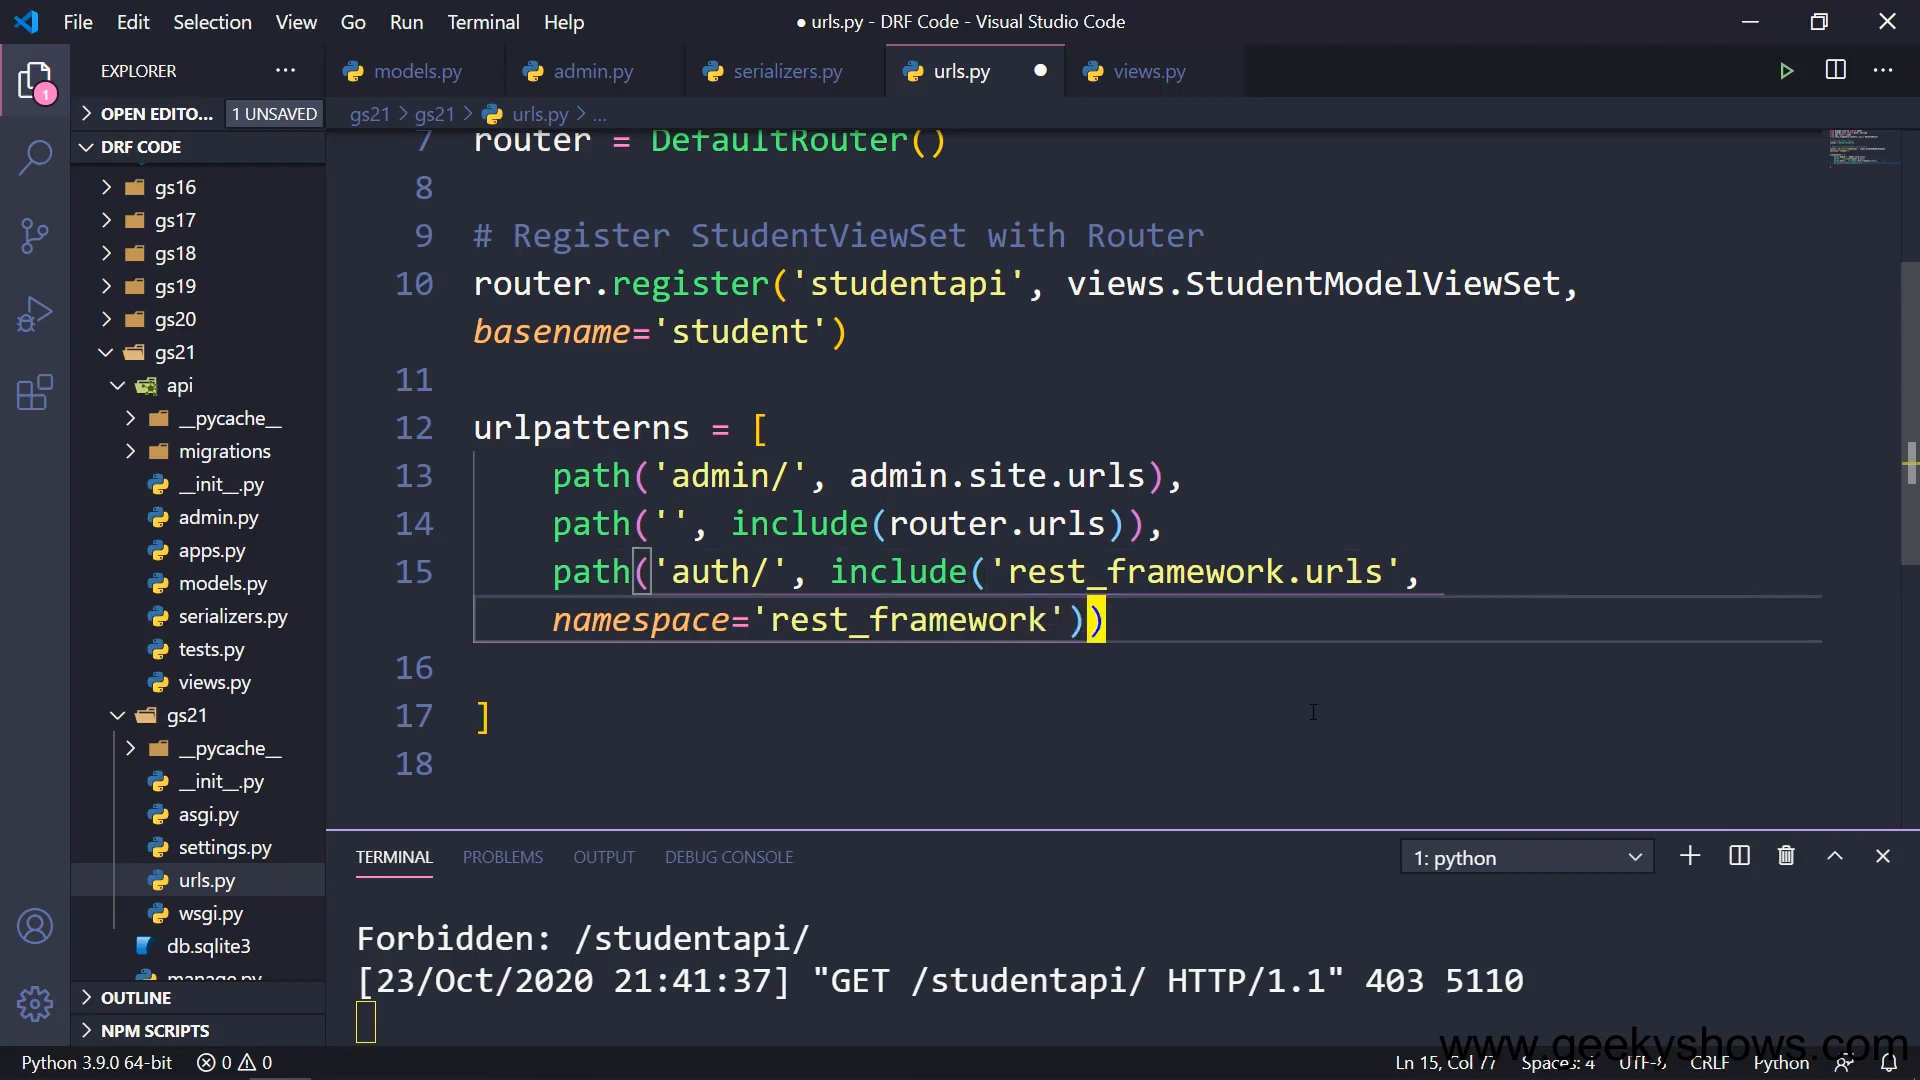 File Edit Selection View Go Run Terminal Help
● urls.py - DRF Code - Visual Studio Code
EXPLORER
models.py admin.py serializers.py urls.py views.py
OPEN EDITO... 1 UNSAVED
gs21 > gs21 > urls.py > ...
DRF CODE
gs16
gs17
gs18
gs19
gs20
gs21
api
__pycache__
migrations
__init__.py
admin.py
apps.py
models.py
serializers.py
tests.py
views.py
gs21
__pycache__
__init__.py
asgi.py
settings.py
urls.py
wsgi.py
db.sqlite3
manage.py
OUTLINE
NPM SCRIPTS
1
7 router = DefaultRouter()
8
9 # Register StudentViewSet with Router
10 router.register('studentapi', views.StudentModelViewSet,
basename='student')
11
12 urlpatterns = [
13 path('admin/', admin.site.urls),
14 path('', include(router.urls)),
15 path('auth/', include('rest_framework.urls',
namespace='rest_framework'))
16
17 ]
18
TERMINAL PROBLEMS OUTPUT DEBUG CONSOLE 1: python
Forbidden: /studentapi/
[23/Oct/2020 21:41:37] "GET /studentapi/ HTTP/1.1" 403 5110
www.geekyshows.com
Python 3.9.0 64-bit 0 0 Ln 15, Col 77 Spaces: 4 UTF-8 CRLF Python